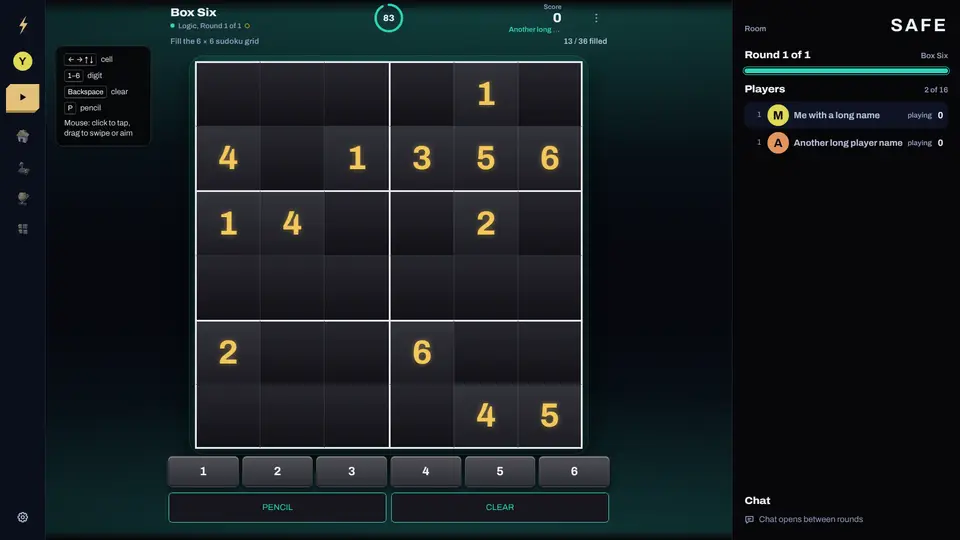 Box Six
Logic, Round 1 of 1
Fill the 6 × 6 sudoku grid
83
Score
0
Another long ...
13 / 36 filled
Y
← → ↑ ↓ cell
1–6 digit
Backspace clear
P pencil
Mouse: click to tap,
drag to swipe or aim
1
4 1 3 5 6
1 4 2
2 6
4 5
1 2 3 4 5 6
PENCIL CLEAR
Room SAFE
Round 1 of 1 Box Six
Players 2 of 16
1 M Me with a long name playing 0
1 A Another long player name playing 0
Chat
Chat opens between rounds